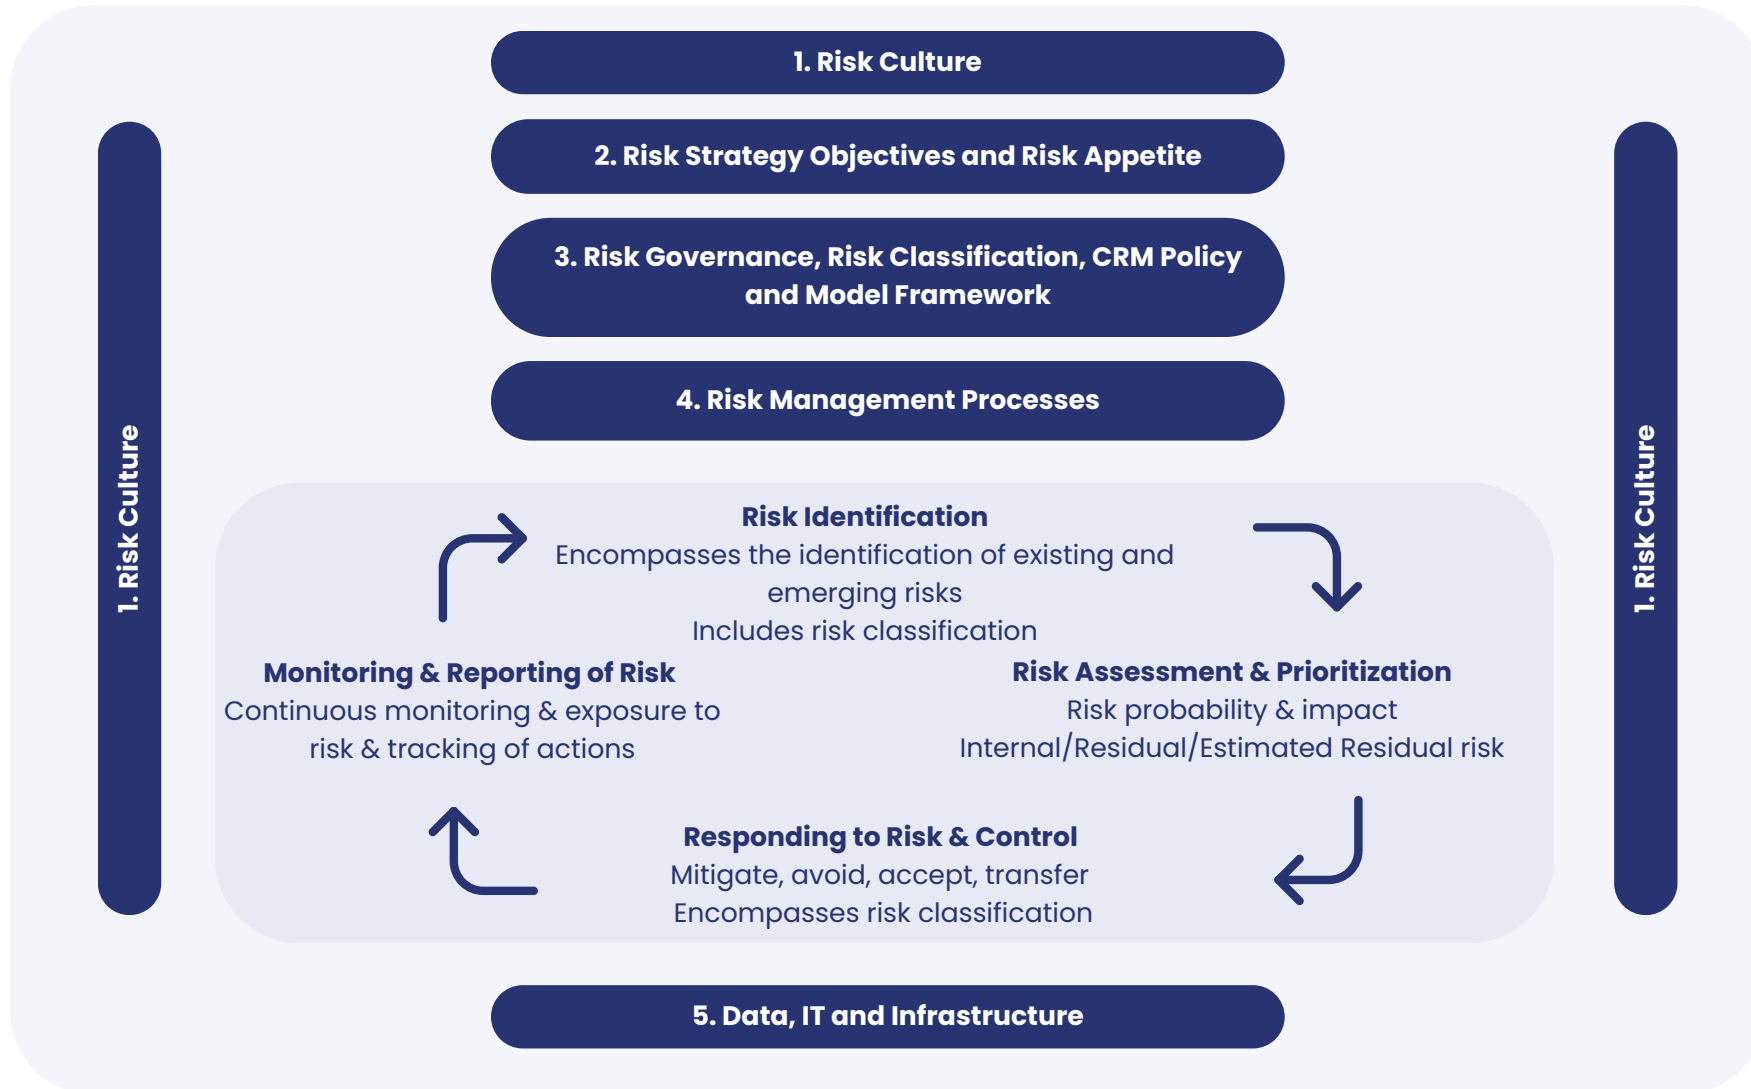 1. Risk Culture
2. Risk Strategy Objectives and Risk Appetite
3. Risk Governance, Risk Classification, CRM Policy
and Model Framework
4. Risk Management Processes
1. Risk Culture
1. Risk Culture
Risk Identification
Encompasses the identification of existing and
emerging risks
Includes risk classification
Monitoring & Reporting of Risk
Continuous monitoring & exposure to
risk & tracking of actions
Risk Assessment & Prioritization
Risk probability & impact
Internal/Residual/Estimated Residual risk
Responding to Risk & Control
Mitigate, avoid, accept, transfer
Encompasses risk classification
5. Data, IT and Infrastructure